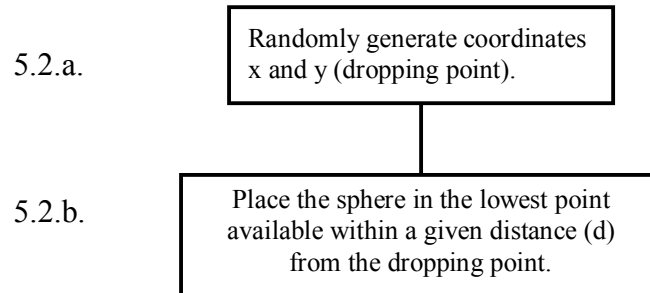 5.2.a.
Randomly generate coordinates
x and y (dropping point).
5.2.b.
Place the sphere in the lowest point
available within a given distance (d)
from the dropping point.